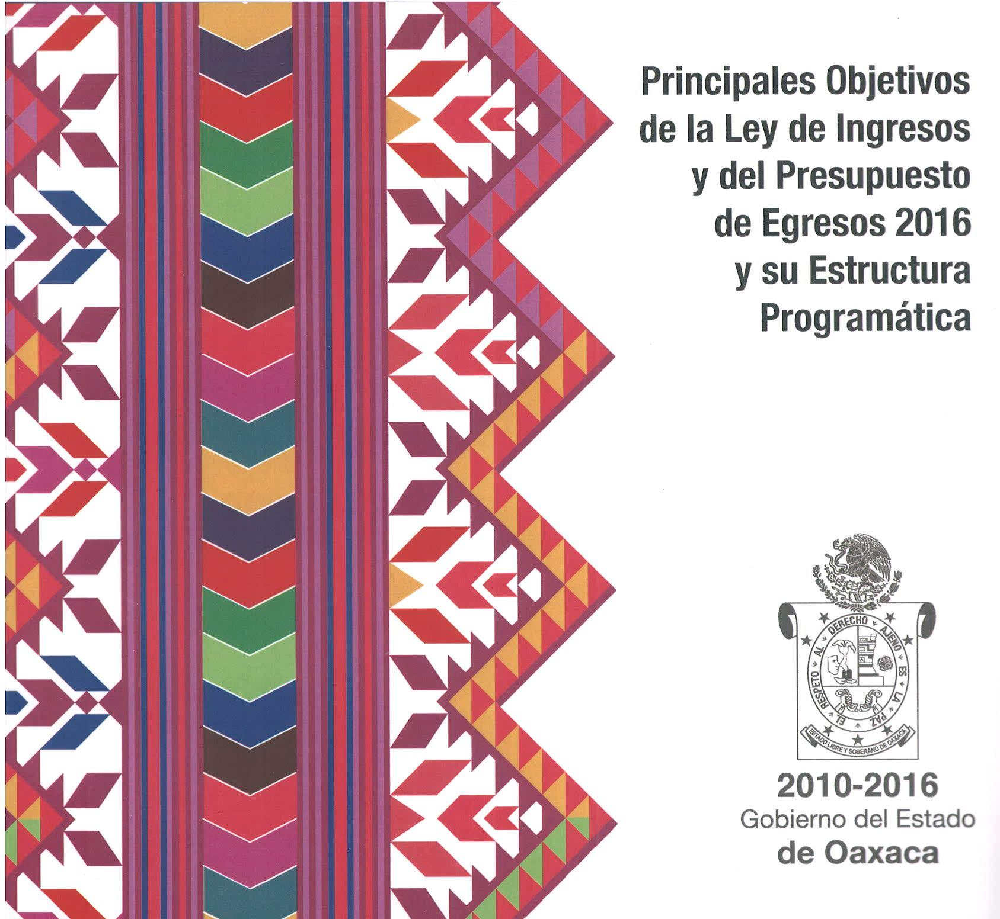 Principales Objetivos
de la Ley de Ingresos
y del Presupuesto
de Egresos 2016
y su Estructura
Programática
EL RESPETO AL DERECHO AJENO ES LA PAZ
ESTADO LIBRE Y SOBERANO DE OAXACA
2010-2016
Gobierno del Estado
de Oaxaca